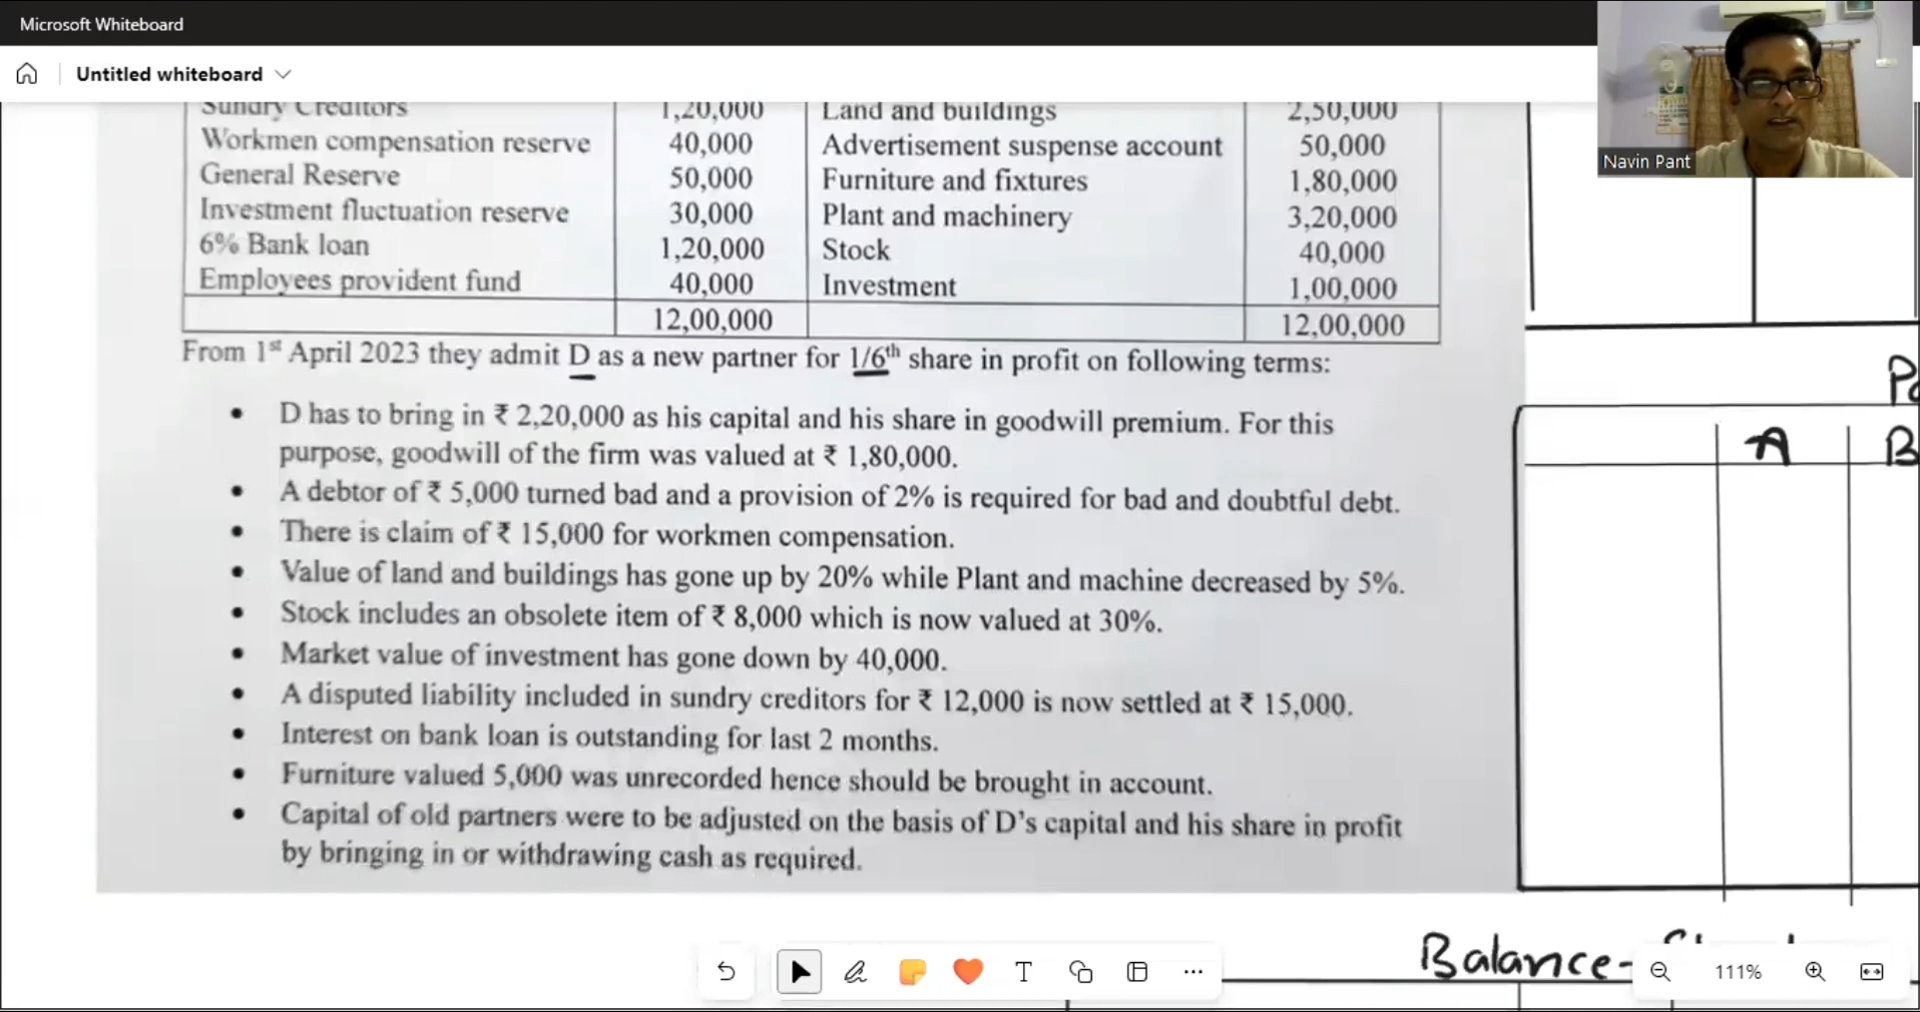 Microsoft Whiteboard
Untitled whiteboard
Navin Pant
Sundry Creditors 1,20,000 Land and buildings 2,50,000
Workmen compensation reserve 40,000 Advertisement suspense account 50,000
General Reserve 50,000 Furniture and fixtures 1,80,000
Investment fluctuation reserve 30,000 Plant and machinery 3,20,000
6% Bank loan 1,20,000 Stock 40,000
Employees provident fund 40,000 Investment 1,00,000
12,00,000 12,00,000
From 1st April 2023 they admit D as a new partner for 1/6th share in profit on following terms:
• D has to bring in ₹ 2,20,000 as his capital and his share in goodwill premium. For this
purpose, goodwill of the firm was valued at ₹ 1,80,000.
• A debtor of ₹ 5,000 turned bad and a provision of 2% is required for bad and doubtful debt.
• There is claim of ₹ 15,000 for workmen compensation.
• Value of land and buildings has gone up by 20% while Plant and machine decreased by 5%.
• Stock includes an obsolete item of ₹ 8,000 which is now valued at 30%.
• Market value of investment has gone down by 40,000.
• A disputed liability included in sundry creditors for ₹ 12,000 is now settled at ₹ 15,000.
• Interest on bank loan is outstanding for last 2 months.
• Furniture valued 5,000 was unrecorded hence should be brought in account.
• Capital of old partners were to be adjusted on the basis of D's capital and his share in profit
by bringing in or withdrawing cash as required.
A B
Balance-
111%